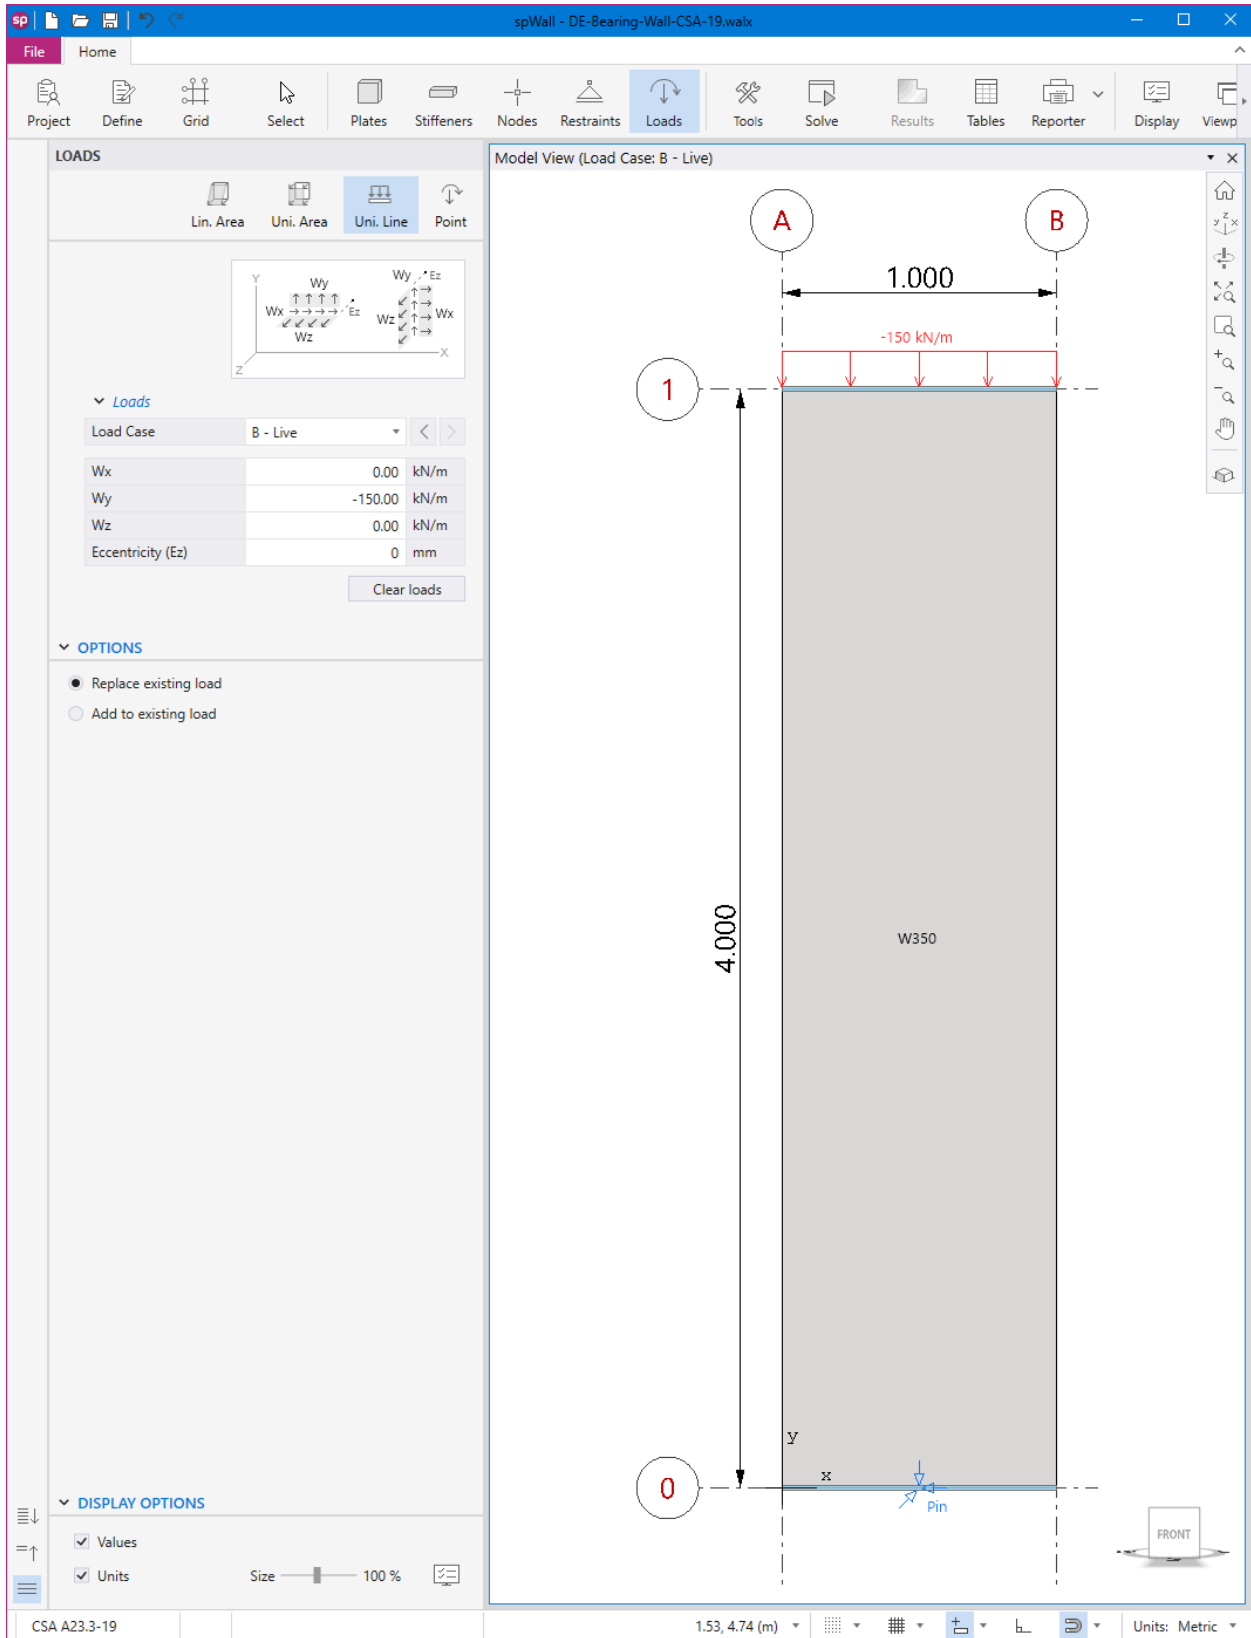 sp
spWall - DE-Bearing-Wall-CSA-19.walx
File
Home
Project
Define
Grid
Select
Plates
Stiffeners
Nodes
Restraints
Loads
Tools
Solve
Results
Tables
Reporter
Display
Viewp
LOADS
Lin. Area
Uni. Area
Uni. Line
Point
Y
Wy
Wx
Ez
Wz
Wy
Ez
Wz
Wx
X
Z
Loads
Load Case
B - Live
Wx 0.00 kN/m
Wy -150.00 kN/m
Wz 0.00 kN/m
Eccentricity (Ez) 0 mm
Clear loads
OPTIONS
Replace existing load
Add to existing load
DISPLAY OPTIONS
Values
Units
Size
100 %
Model View (Load Case: B - Live)
y z x
A
B
1.000
-150 kN/m
1
4.000
W350
y
x
0
Pin
FRONT
CSA A23.3-19
1.53, 4.74 (m)
Units: Metric